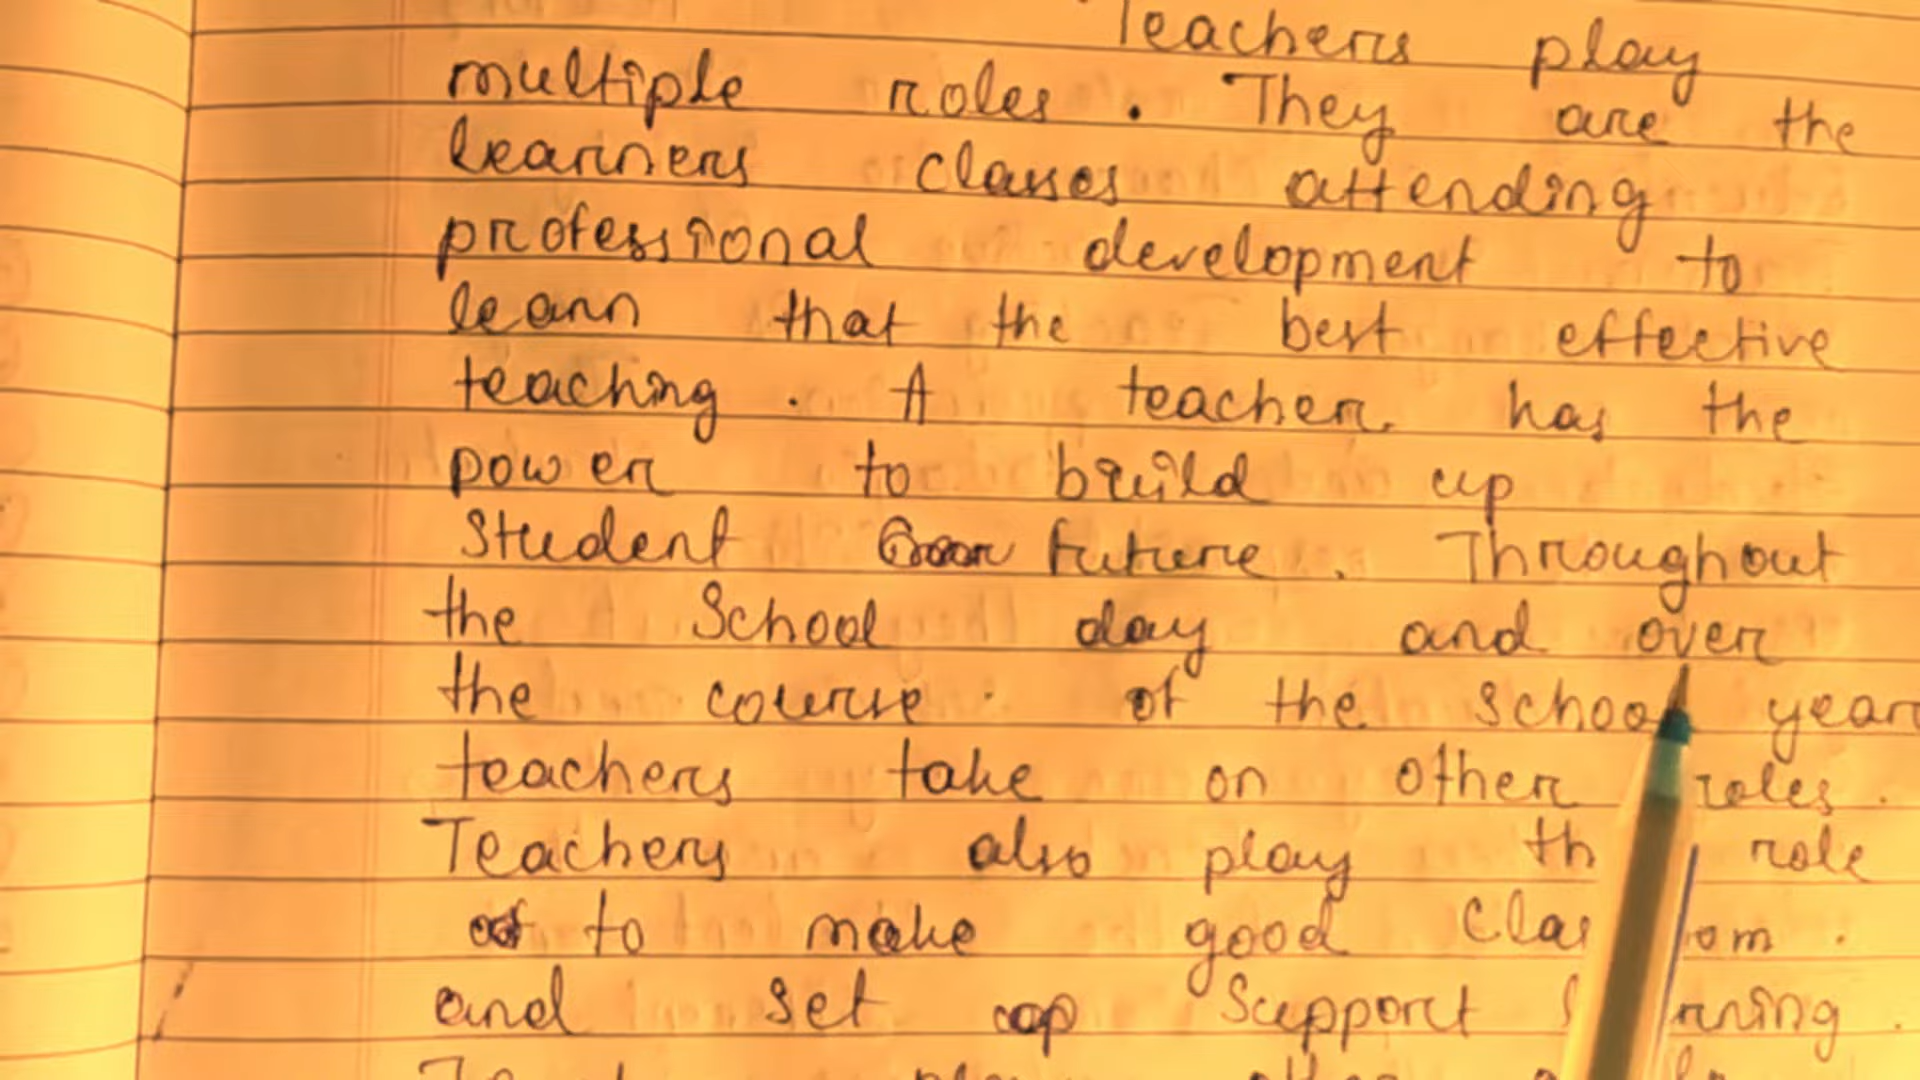 Teachers play
multiple roles. They are the
learners classes attending
professional development to
learn that the best effective
teaching. A teacher has the
power to build up
Student future. Throughout
the School day and over
the course of the school year
teachers take on other roles.
Teachers also play role
to make good
and set up Support